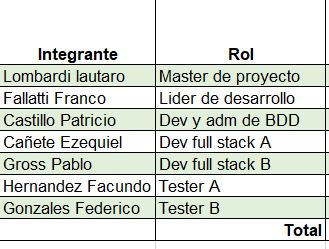 Integrante Rol
Lombardi lautaro Master de proyecto
Fallatti Franco Lider de desarrollo
Castillo Patricio Dev y adm de BDD
Cañete Ezequiel Dev full stack A
Gross Pablo Dev full stack B
Hernandez Facundo Tester A
Gonzales Federico Tester B
Total